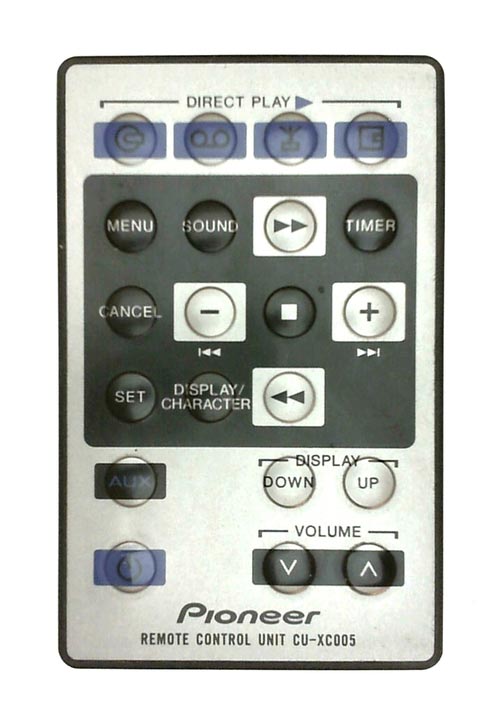 DIRECT PLAY
MENU SOUND TIMER
CANCEL
SET DISPLAY/
CHARACTER
AUX
DISPLAY
DOWN UP
VOLUME
Pioneer
REMOTE CONTROL UNIT CU-XC005